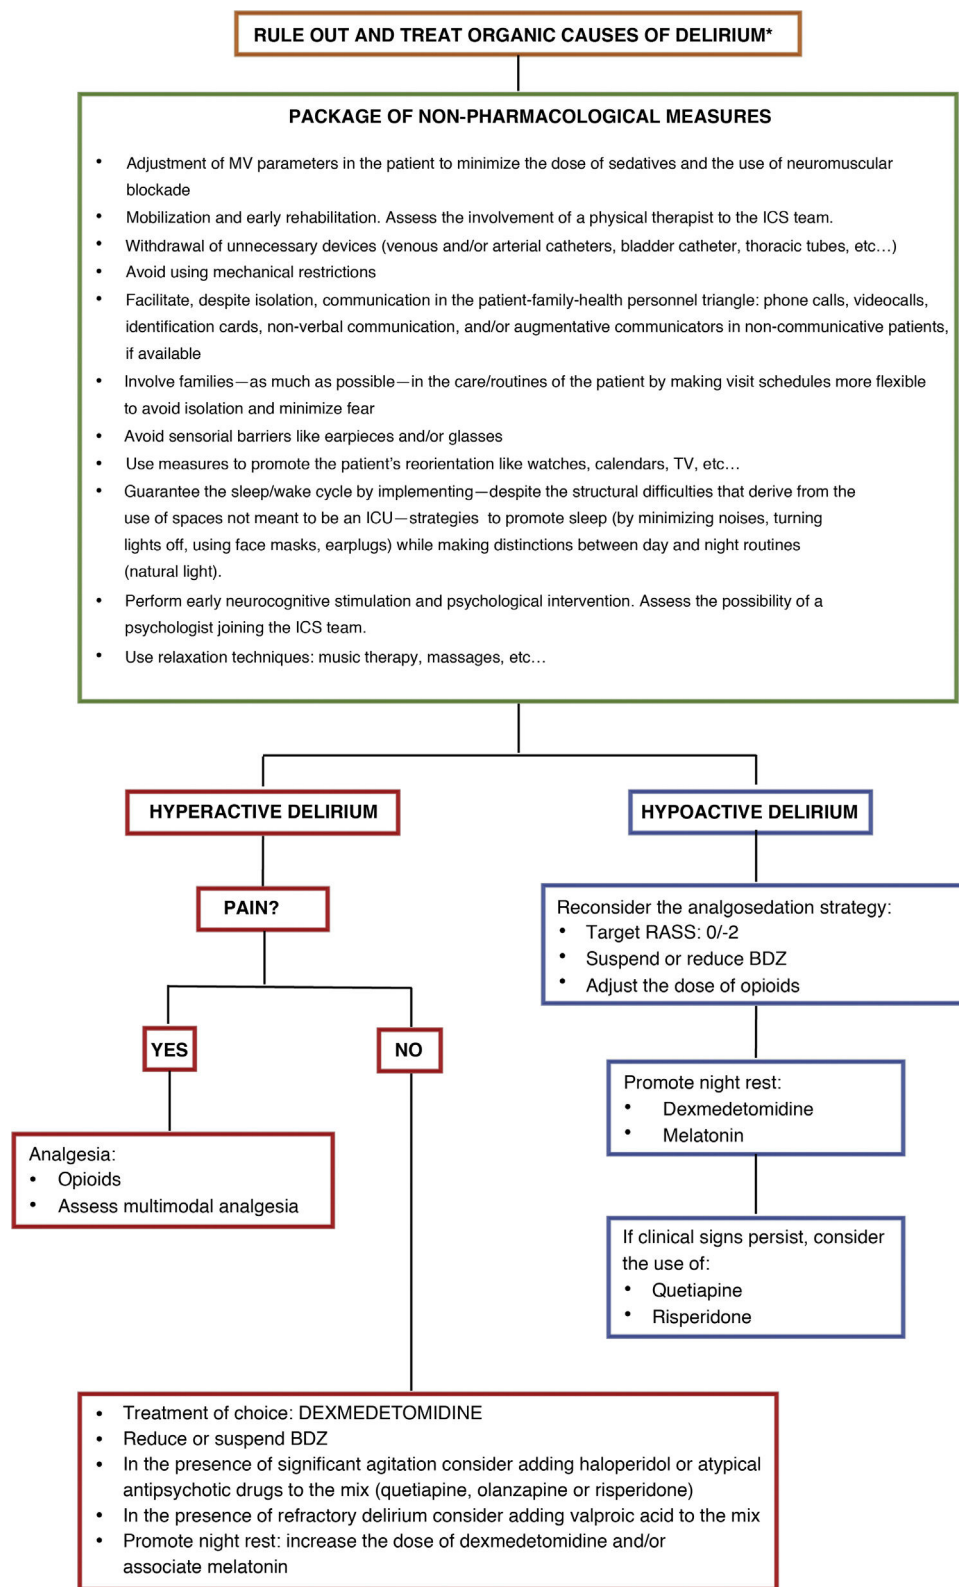 RULE OUT AND TREAT ORGANIC CAUSES OF DELIRIUM*
PACKAGE OF NON-PHARMACOLOGICAL MEASURES
• Adjustment of MV parameters in the patient to minimize the dose of sedatives and the use of neuromuscular
blockade
• Mobilization and early rehabilitation. Assess the involvement of a physical therapist to the ICS team.
• Withdrawal of unnecessary devices (venous and/or arterial catheters, bladder catheter, thoracic tubes, etc…)
• Avoid using mechanical restrictions
• Facilitate, despite isolation, communication in the patient-family-health personnel triangle: phone calls, videocalls,
identification cards, non-verbal communication, and/or augmentative communicators in non-communicative patients,
if available
• Involve families—as much as possible—in the care/routines of the patient by making visit schedules more flexible
to avoid isolation and minimize fear
• Avoid sensorial barriers like earpieces and/or glasses
• Use measures to promote the patient's reorientation like watches, calendars, TV, etc…
• Guarantee the sleep/wake cycle by implementing—despite the structural difficulties that derive from the
use of spaces not meant to be an ICU—strategies to promote sleep (by minimizing noises, turning
lights off, using face masks, earplugs) while making distinctions between day and night routines
(natural light).
• Perform early neurocognitive stimulation and psychological intervention. Assess the possibility of a
psychologist joining the ICS team.
• Use relaxation techniques: music therapy, massages, etc…
HYPERACTIVE DELIRIUM
PAIN?
YES
NO
Analgesia:
• Opioids
• Assess multimodal analgesia
• Treatment of choice: DEXMEDETOMIDINE
• Reduce or suspend BDZ
• In the presence of significant agitation consider adding haloperidol or atypical
antipsychotic drugs to the mix (quetiapine, olanzapine or risperidone)
• In the presence of refractory delirium consider adding valproic acid to the mix
• Promote night rest: increase the dose of dexmedetomidine and/or
associate melatonin
HYPOACTIVE DELIRIUM
Reconsider the analgosedation strategy:
• Target RASS: 0/-2
• Suspend or reduce BDZ
• Adjust the dose of opioids
Promote night rest:
• Dexmedetomidine
• Melatonin
If clinical signs persist, consider
the use of:
• Quetiapine
• Risperidone